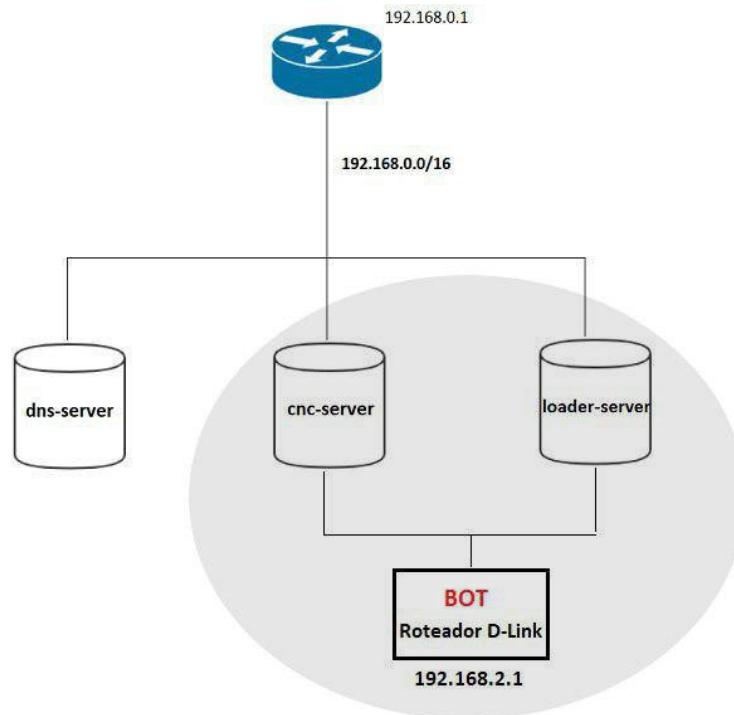 192.168.0.1
192.168.0.0/16
dns-server
cnc-server
loader-server
BOT
Roteador D-Link
192.168.2.1